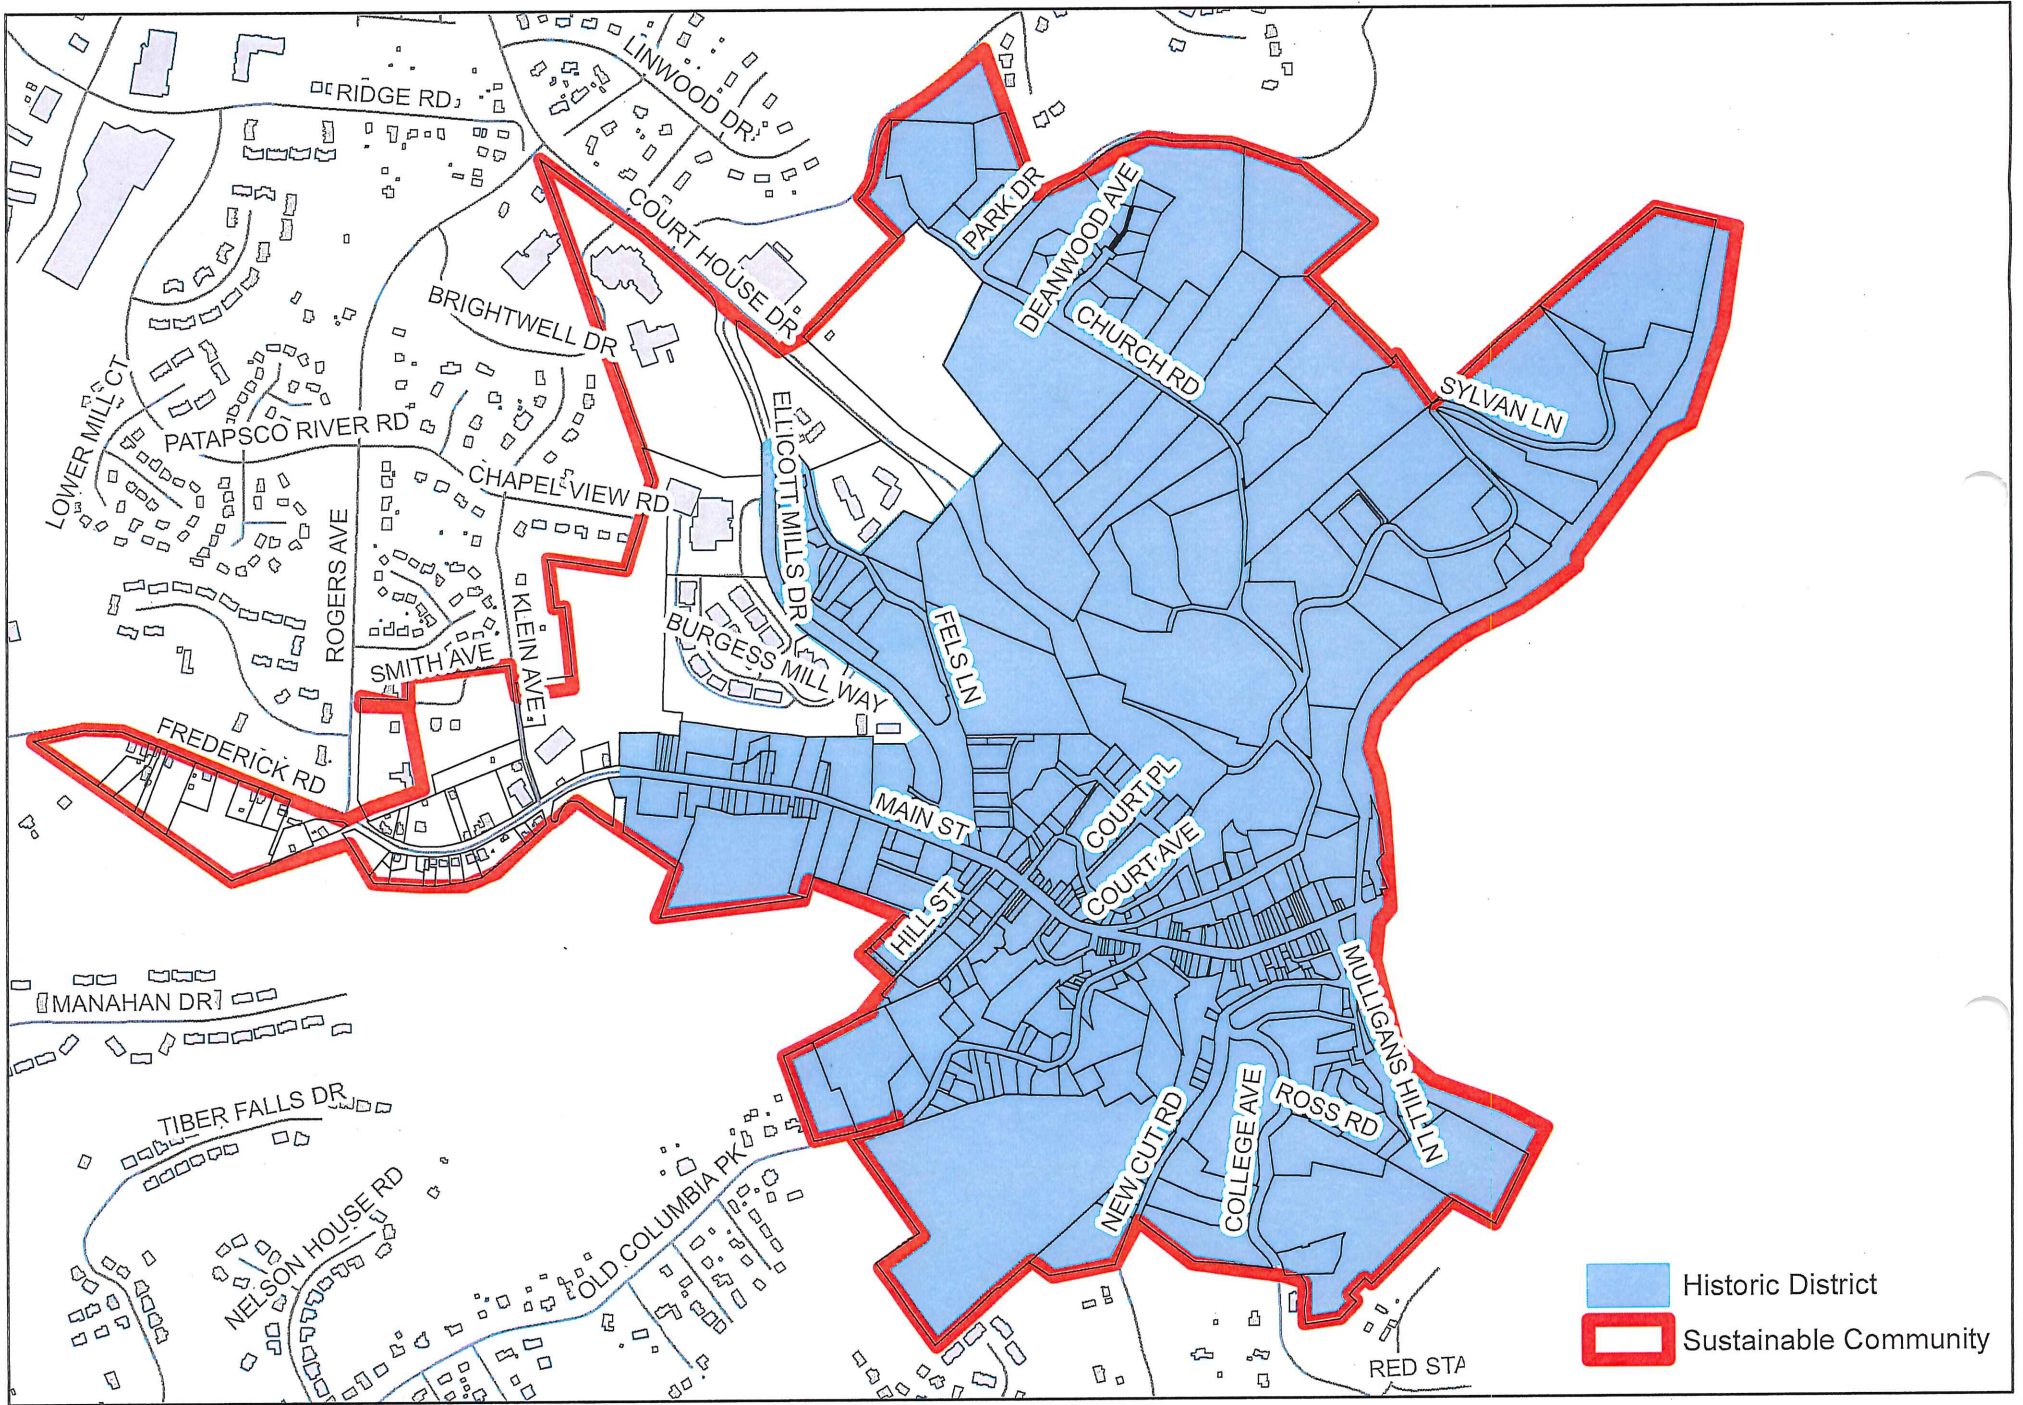 LINWOOD DR
RIDGE RD
COURT HOUSE DR
PARK DR
DEANWOOD AVE
BRIGHTWELL DR
CHURCH RD
SYLVAN LN
LOWER MILL CT
PATAPSCO RIVER RD
ELLICOTT MILLS DR
CHAPEL VIEW RD
ROGERS AVE
KLEIN AVE
FELS LN
BURGESS MILL WAY
SMITH AVE
FREDERICK RD
MAIN ST
COURT PL
COURT AVE
HILL ST
MULLIGANS HILL LN
MANAHAN DR
TIBER FALLS DR
NEW CUT RD
COLLEGE AVE
ROSS RD
NELSON HOUSE RD
OLD COLUMBIA PK
RED STA
Historic District
Sustainable Community